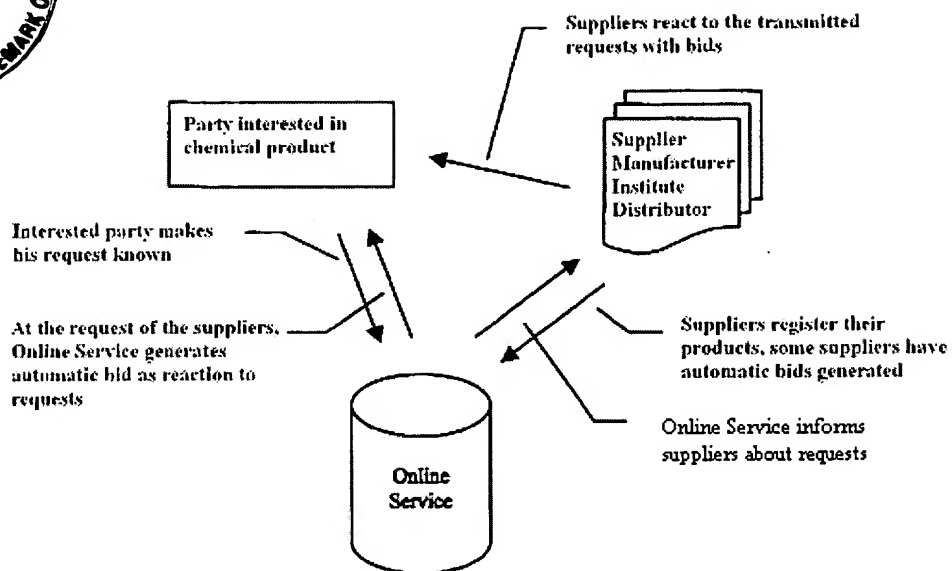 Suppliers react to the transmitted
requests with bids
Party interested in
chemical product
Supplier
Manufacturer
Institute
Distributor
Interested party makes
his request known
At the request of the suppliers,
Online Service generates
automatic bid as reaction to
requests
Suppliers register their
products, some suppliers have
automatic bids generated
Online Service informs
suppliers about requests
Online
Service